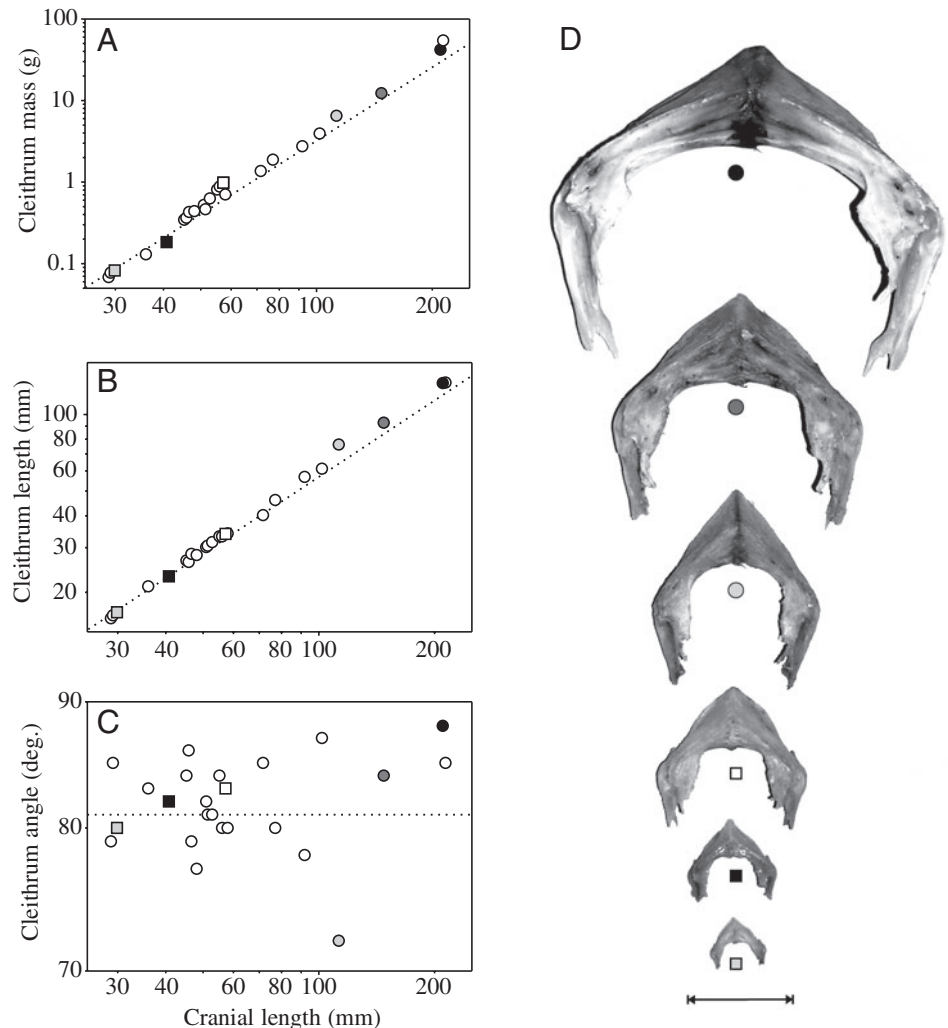 A
Cleithrum mass (g)
100
10
1
0.1
30 40 60 80 100 200
B
Cleithrum length (mm)
100
80
60
40
30
20
30 40 60 80 100 200
C
Cleithrum angle (deg.)
90
80
70
30 40 60 80 100 200
Cranial length (mm)
D